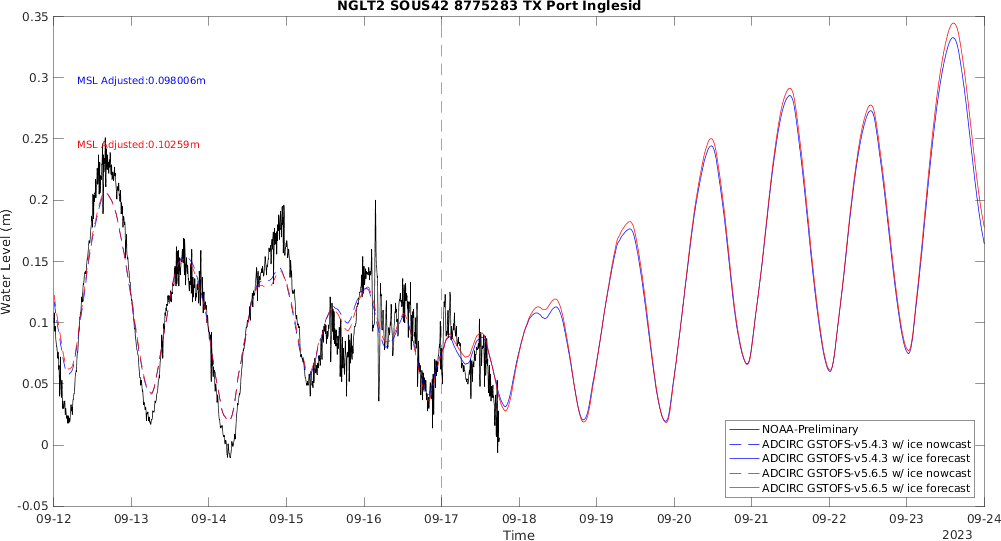 NGLT2 SOUS42 8775283 TX Port Inglesid
0.35
0.3
0.25
0.2
0.15
0.1
0.05
0
-0.05
Water Level (m)
MSL Adjusted:0.098006m
MSL Adjusted:0.10259m
NOAA-Preliminary
ADCIRC GSTOFS-v5.4.3 w/ ice nowcast
ADCIRC GSTOFS-v5.4.3 w/ ice forecast
ADCIRC GSTOFS-v5.6.5 w/ ice nowcast
ADCIRC GSTOFS-v5.6.5 w/ ice forecast
09-12 09-13 09-14 09-15 09-16 09-17 09-18 09-19 09-20 09-21 09-22 09-23 09-24
Time
2023